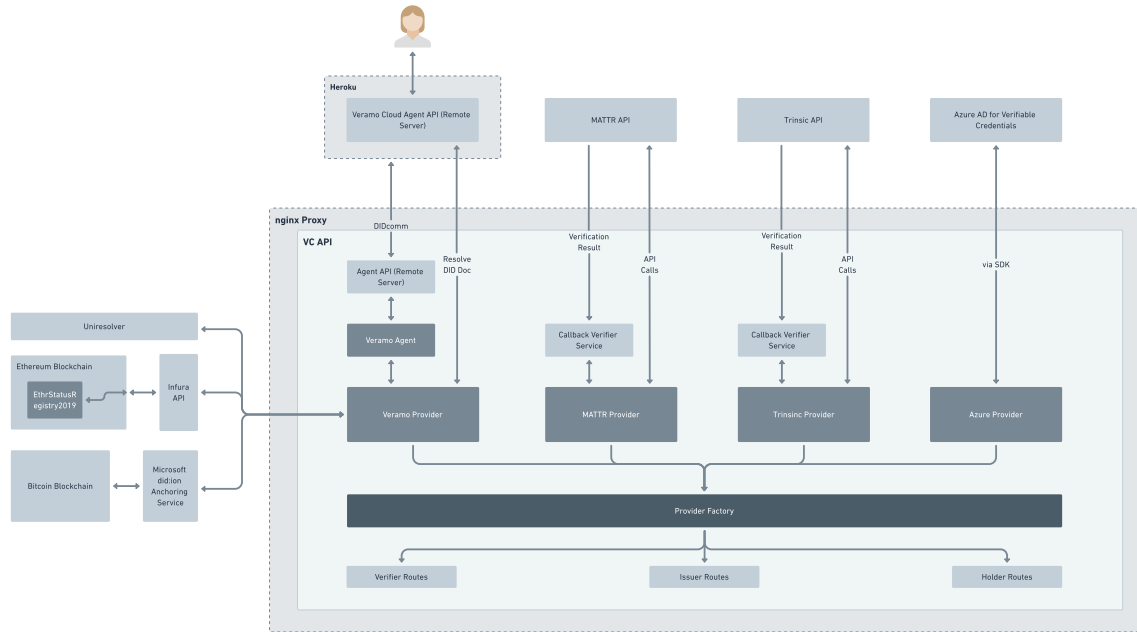 Heroku
Veramo Cloud Agent API (Remote
Server)
MATTR API
Trinsic API
Azure AD for Verifiable
Credentials
nginx Proxy
VC API
DIDcomm
Resolve
DID Doc
Verification
Result
API
Calls
Verification
Result
API
Calls
via SDK
Agent API (Remote
Server)
Veramo Agent
Callback Verifier
Service
Callback Verifier
Service
Uniresolver
Ethereum Blockchain
EthrStatusR
egistry2019
Infura
API
Veramo Provider
MATTR Provider
Trinsinc Provider
Azure Provider
Bitcoin Blockchain
Microsoft
did:ion
Anchoring
Service
Provider Factory
Verifier Routes
Issuer Routes
Holder Routes